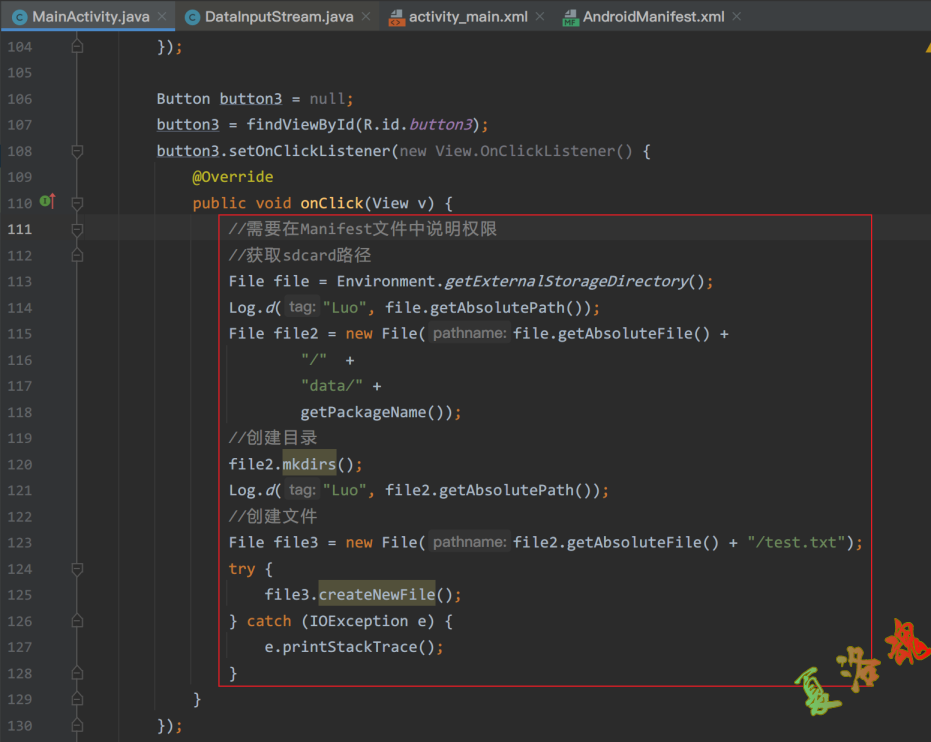 MainActivity.java DataInputStream.java activity_main.xml AndroidManifest.xml
104 });
105
106 Button button3 = null;
107 button3 = findViewById(R.id.button3);
108 button3.setOnClickListener(new View.OnClickListener() {
109 @Override
110 public void onClick(View v) {
111 //需要在Manifest文件中说明权限
112 //获取sdcard路径
113 File file = Environment.getExternalStorageDirectory();
114 Log.d( tag: "Luo", file.getAbsolutePath());
115 File file2 = new File( pathname: file.getAbsoluteFile() +
116 "/" +
117 "data/" +
118 getPackageName());
119 //创建目录
120 file2.mkdirs();
121 Log.d( tag: "Luo", file2.getAbsolutePath());
122 //创建文件
123 File file3 = new File( pathname: file2.getAbsoluteFile() + "/test.txt");
124 try {
125 file3.createNewFile();
126 } catch (IOException e) {
127 e.printStackTrace();
128 }
129 }
130 });